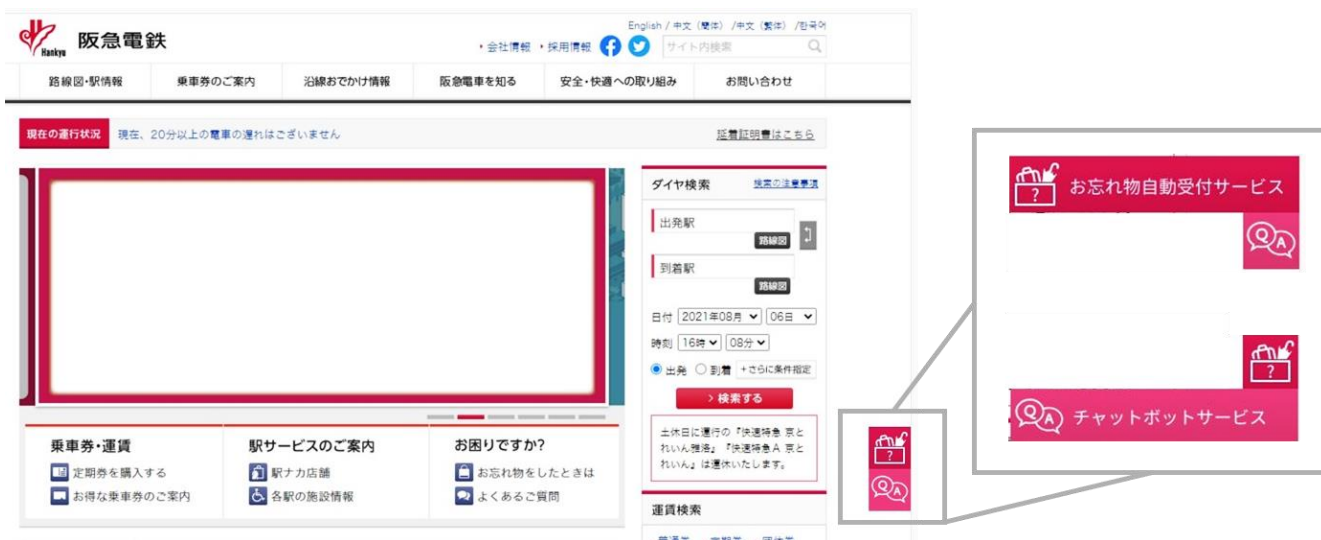 English / 中文（簡体） /中文（繁体） /한국어
Hankyu 阪急電鉄
会社情報 採用情報 サイト内検索
路線図・駅情報 乗車券のご案内 沿線おでかけ情報 阪急電車を知る 安全・快適への取り組み お問い合わせ
現在の運行状況 現在、20分以上の電車の遅れはございません 延着証明書はこちら
ダイヤ検索 検索の注意事項
出発駅
路線図
到着駅
路線図
日付 2021年08月 06日
時刻 16時 08分
出発 到着 +さらに条件指定
> 検索する
土休日に運行の『快速特急 京と
れいん雅洛』『快速特急A 京と
れいん』は運休いたします。
運賃検索
普通券 定期券 団体券
乗車券・運賃
定期券を購入する
お得な乗車券のご案内
駅サービスのご案内
駅ナカ店舗
各駅の施設情報
お困りですか?
お忘れ物をしたときは
よくあるご質問
?
QA
? お忘れ物自動受付サービス
QA
?
QA チャットボットサービス